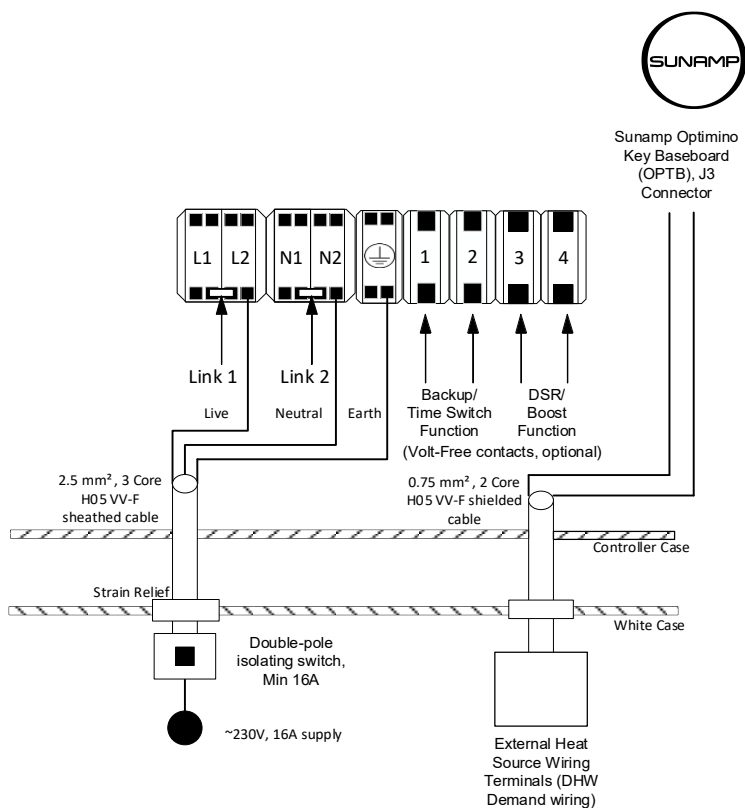 SUNAMP
Sunamp Optimino
Key Baseboard
(OPTB), J3
Connector
L1 L2 N1 N2 1 2 3 4
Link 1 Link 2
Live Neutral Earth
Backup/
Time Switch
Function
DSR/
Boost
Function
(Volt-Free contacts, optional)
2.5 mm², 3 Core
H05 VV-F
sheathed cable
0.75 mm², 2 Core
H05 VV-F shielded
cable
Controller Case
Strain Relief
White Case
Double-pole
isolating switch,
Min 16A
~230V, 16A supply
External Heat
Source Wiring
Terminals (DHW
Demand wiring)